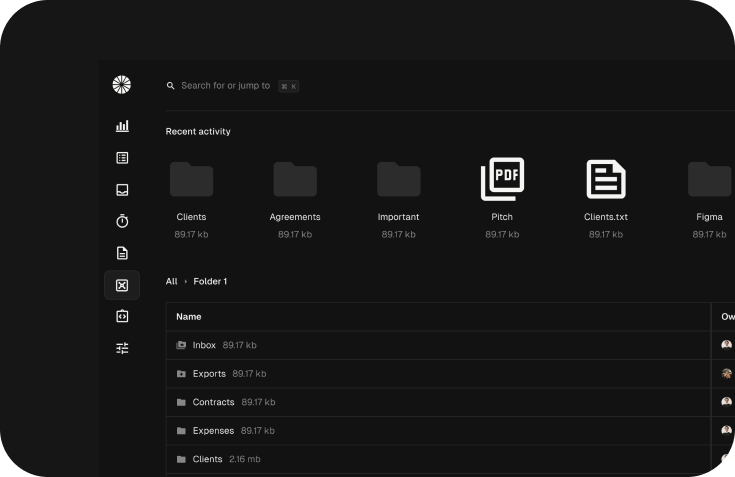 Search for or jump to ⌘ K
Recent activity
PDF
Clients Agreements Important Pitch Clients.txt Figma
89.17 kb 89.17 kb 89.17 kb 89.17 kb 89.17 kb 89.17 kb
All › Folder 1
Name Ow
Inbox 89.17 kb
Exports 89.17 kb
Contracts 89.17 kb
Expenses 89.17 kb
Clients 2.16 mb